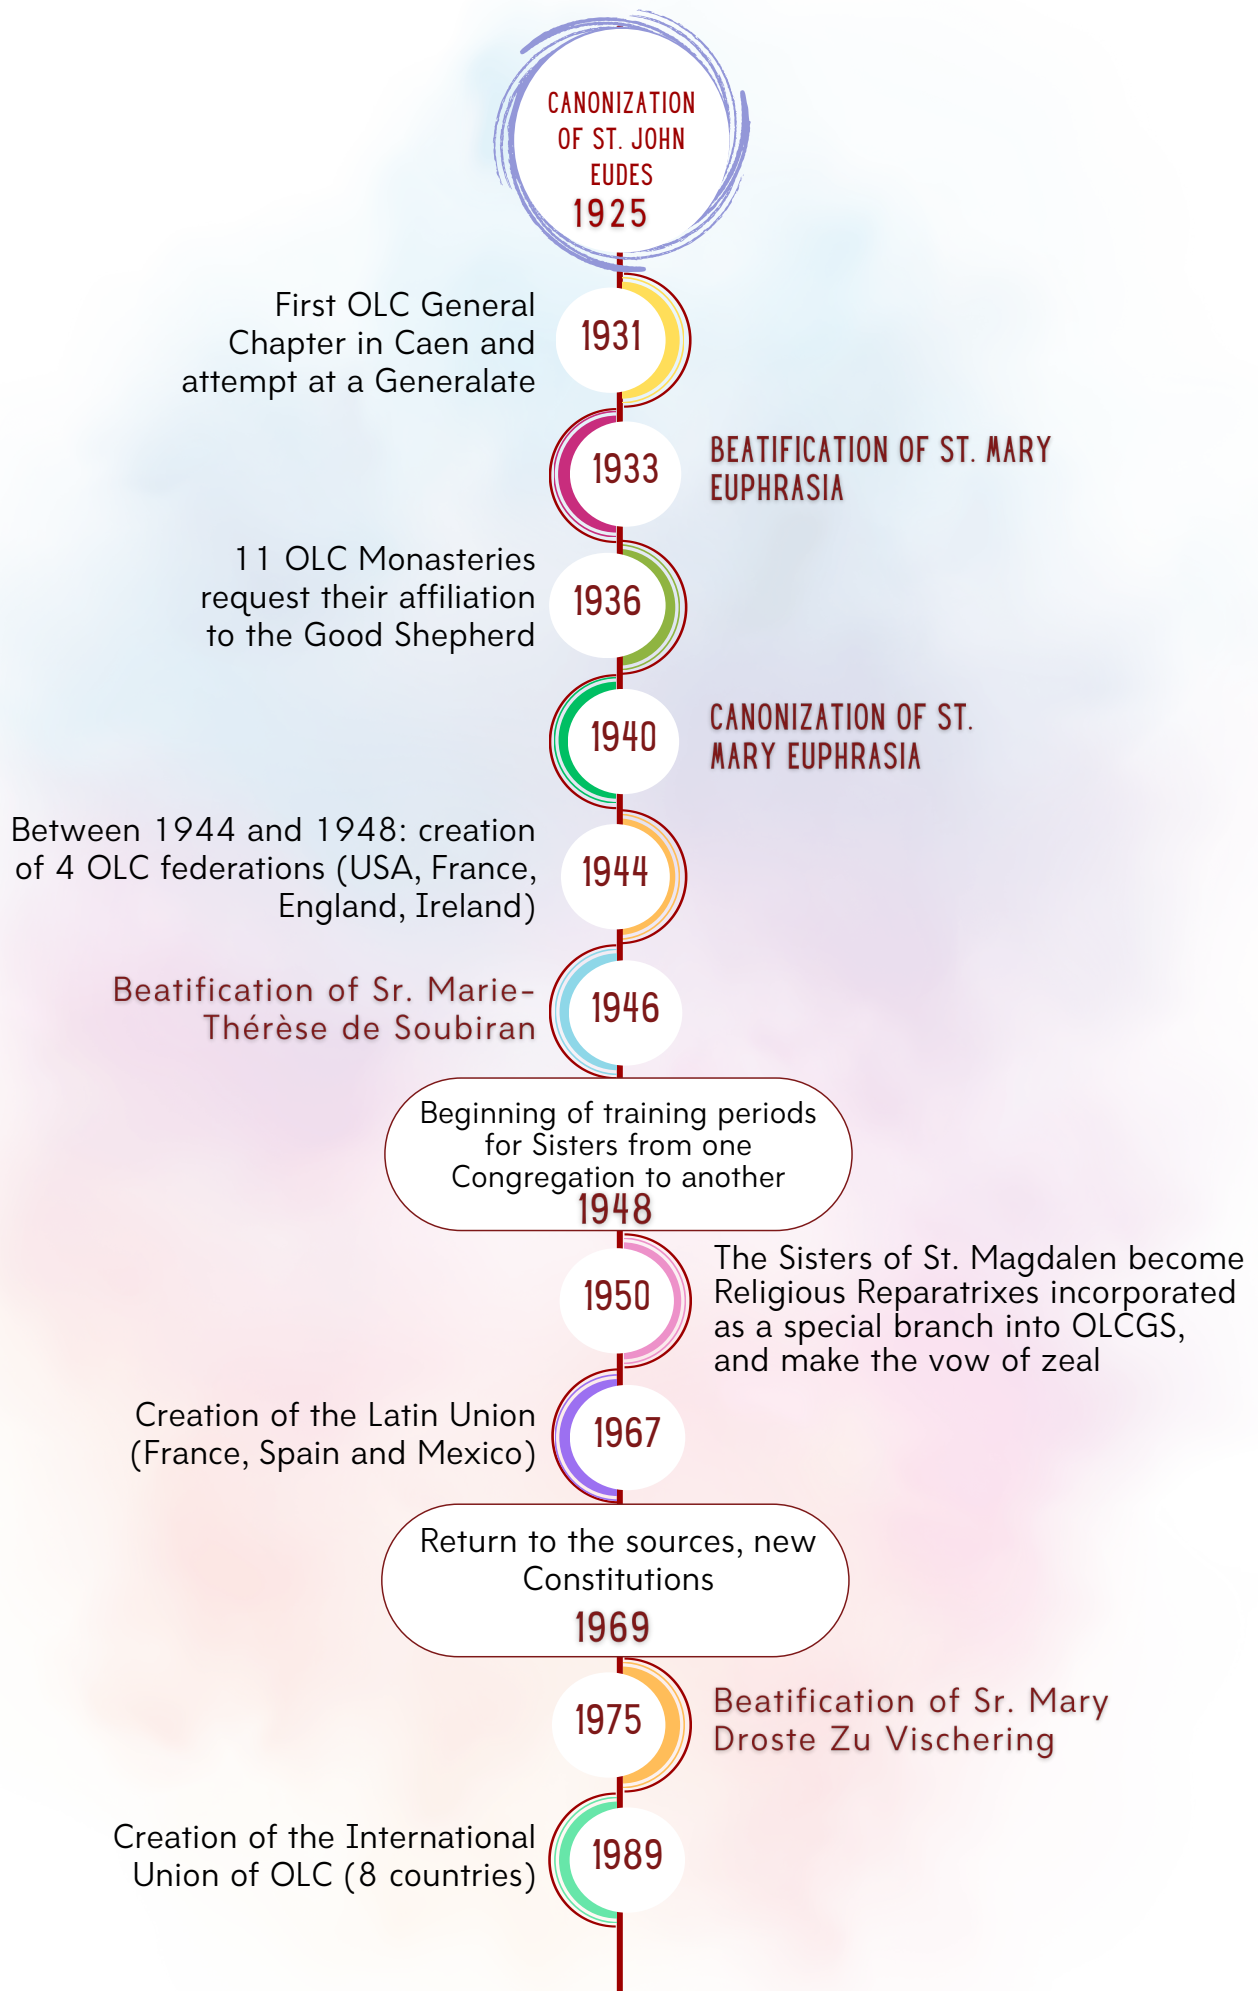 CANONIZATION
OF ST. JOHN
EUDES
1925
First OLC General
Chapter in Caen and
attempt at a Generalate
1931
1933
BEATIFICATION OF ST. MARY
EUPHRASIA
11 OLC Monasteries
request their affiliation
to the Good Shepherd
1936
1940
CANONIZATION OF ST.
MARY EUPHRASIA
Between 1944 and 1948: creation
of 4 OLC federations (USA, France,
England, Ireland)
1944
Beatification of Sr. Marie-
Thérèse de Soubiran
1946
Beginning of training periods
for Sisters from one
Congregation to another
1948
1950
The Sisters of St. Magdalen become
Religious Reparatrixes incorporated
as a special branch into OLCGS,
and make the vow of zeal
Creation of the Latin Union
(France, Spain and Mexico)
1967
Return to the sources, new
Constitutions
1969
1975
Beatification of Sr. Mary
Droste Zu Vischering
Creation of the International
Union of OLC (8 countries)
1989